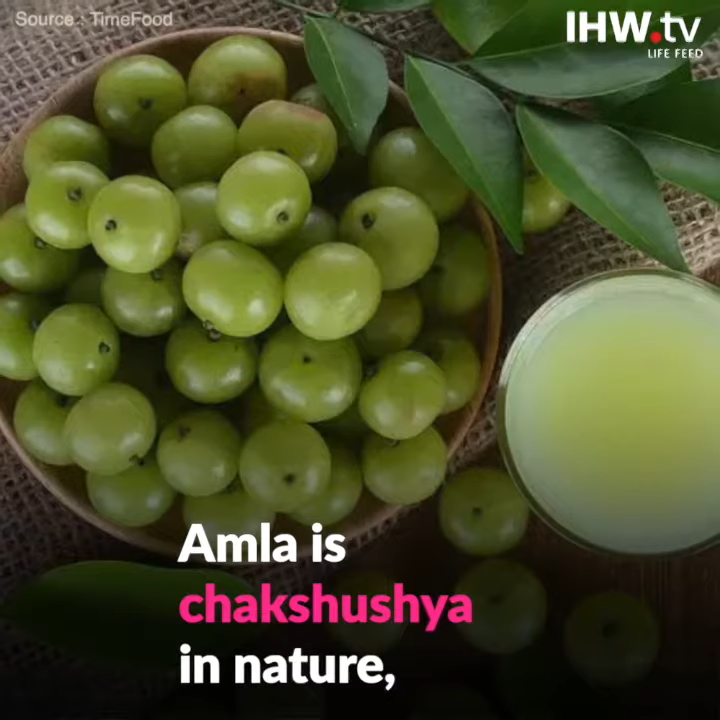 Source.: TimeFood
IHW.tv
LIFE FEED
Amla is
chakshushya
in nature,